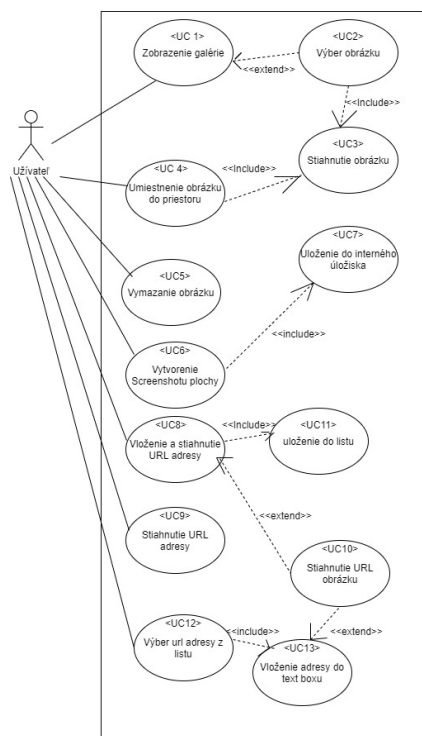 <UC 1>
Zobrazenie galérie
<UC2>
Výber obrázku
<<extend>>
<<Include>>
<UC3>
Stiahnutie obrázku
Užívateľ
<UC 4>
Umiestnenie obrázku
do priestoru
<<Include>>
<UC7>
Uloženie do interného
úložiska
<UC5>
Vymazanie obrázku
<<include>>
<UC6>
Vytvorenie
Screenshotu plochy
<UC8>
Vloženie a stiahnutie
URL adresy
<<Include>>
<UC11>
uloženie do listu
<<extend>>
<UC9>
Stiahnutie URL
adresy
<UC10>
Stiahnutie URL
obrázku
<UC12>
Výber url adresy z
listu
<<include>>
<<extend>>
<UC13>
Vloženie adresy do
text boxu